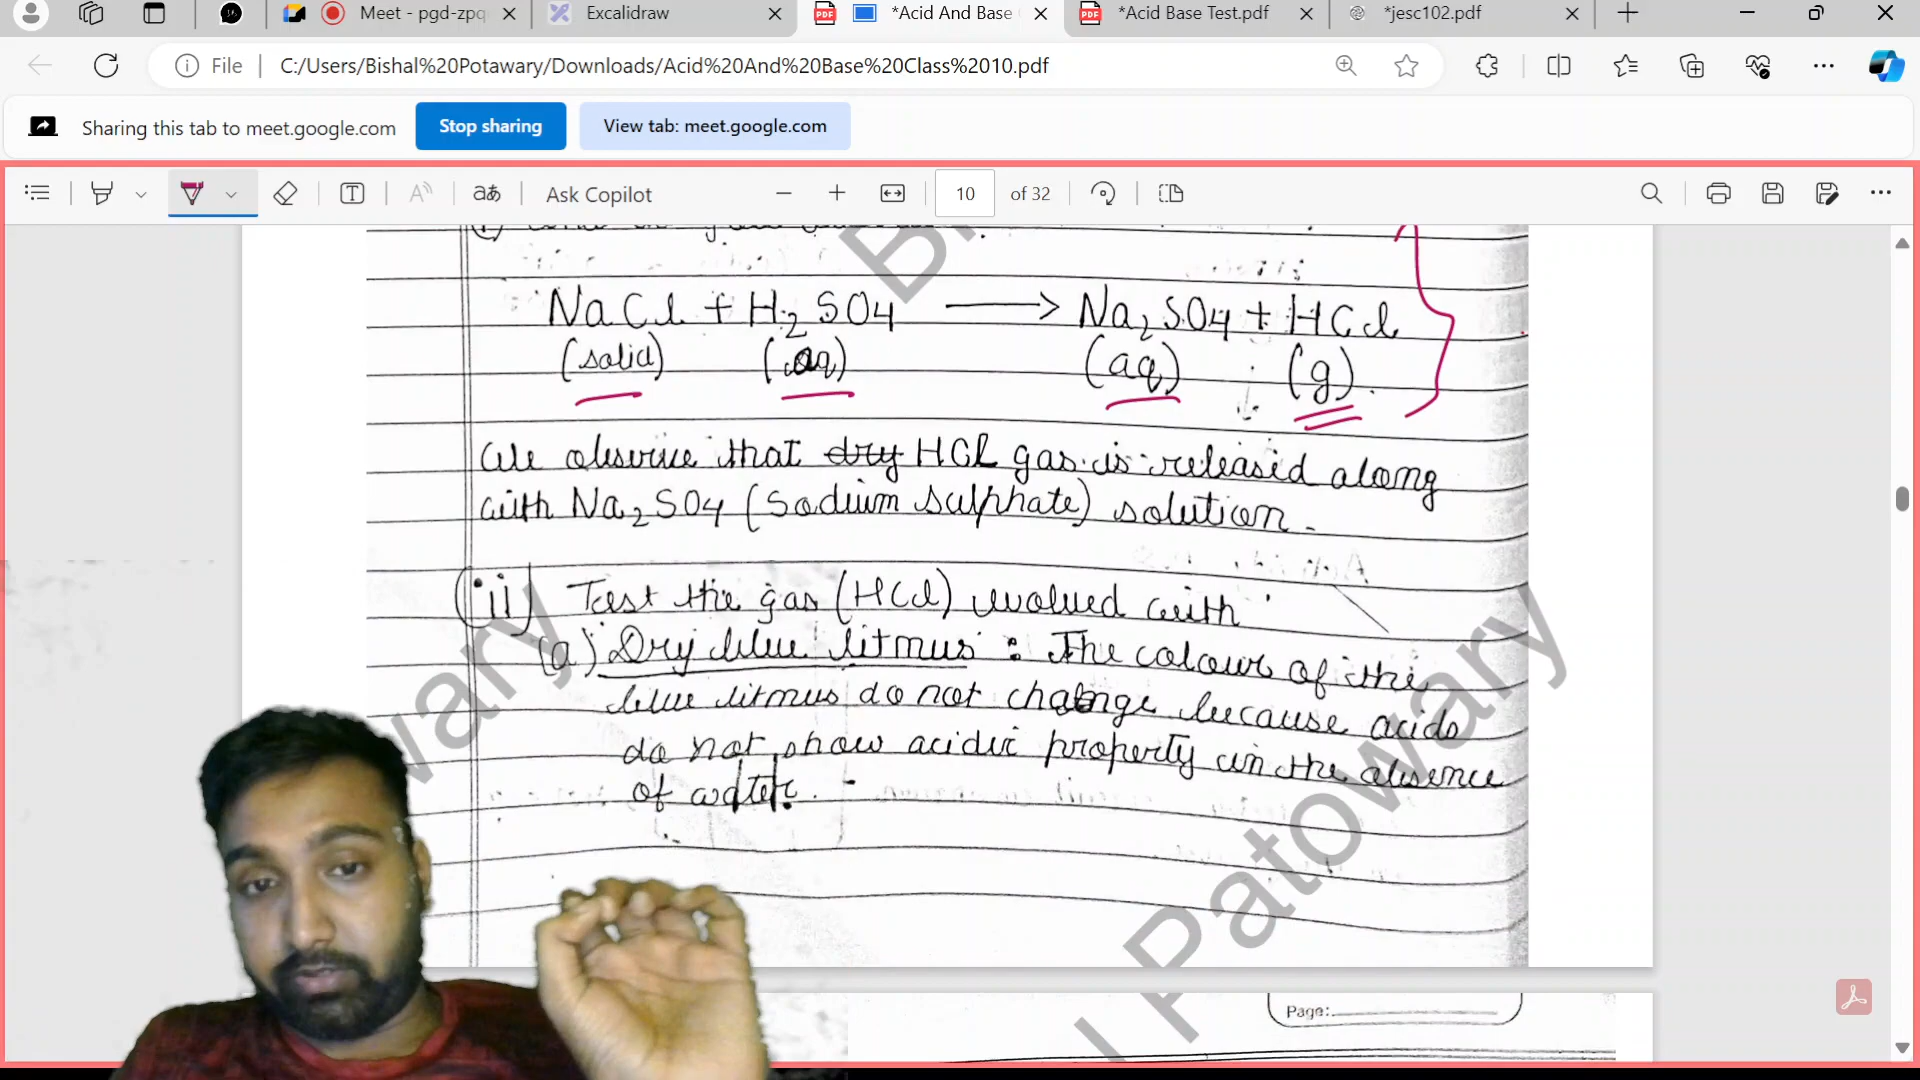 Meet - pgd-zpq
Excalidraw
*Acid And Base
*Acid Base Test.pdf
*jesc102.pdf
File
C:/Users/Bishal%20Potawary/Downloads/Acid%20And%20Base%20Class%2010.pdf
Sharing this tab to meet.google.com
Stop sharing
View tab: meet.google.com
Ask Copilot
10 of 32
NaCl + H2SO4 → Na2SO4 + HCl
(solid) (aq) (aq) (g)
We observe that dry HCl gas is released along
with Na2SO4 (Sodium Sulphate) solution.
(ii) Test the gas (HCl) evolved with
(a) Dry blue litmus : The colour of the
blue litmus do not change because acids
do not show acidic property in the absence
of water.
wary
Patowary
l Patowary
Page: